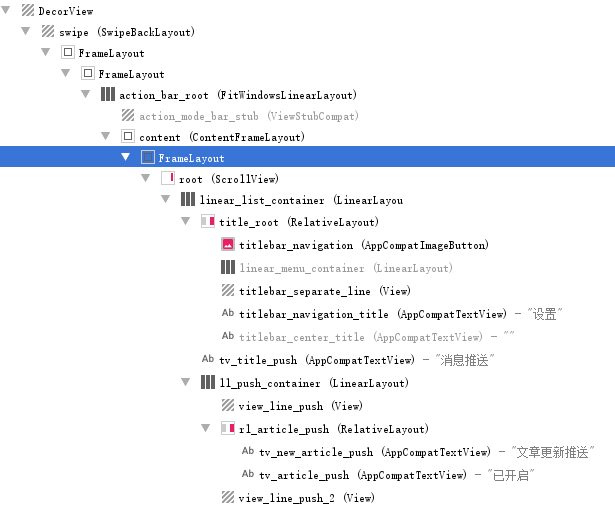 DecorView
swipe (SwipeBackLayout)
FrameLayout
FrameLayout
action_bar_root (FitWindowsLinearLayout)
action_mode_bar_stub (ViewStubCompat)
content (ContentFrameLayout)
FrameLayout
root (ScrollView)
linear_list_container (LinearLayou
title_root (RelativeLayout)
titlebar_navigation (AppCompatImageButton)
linear_menu_container (LinearLayout)
titlebar_separate_line (View)
Ab titlebar_navigation_title (AppCompatTextView) - "设置"
Ab titlebar_center_title (AppCompatTextView) - ""
Ab tv_title_push (AppCompatTextView) - "消息推送"
ll_push_container (LinearLayout)
view_line_push (View)
rl_article_push (RelativeLayout)
Ab tv_new_article_push (AppCompatTextView) - "文章更新推送"
Ab tv_article_push (AppCompatTextView) - "已开启"
view_line_push_2 (View)